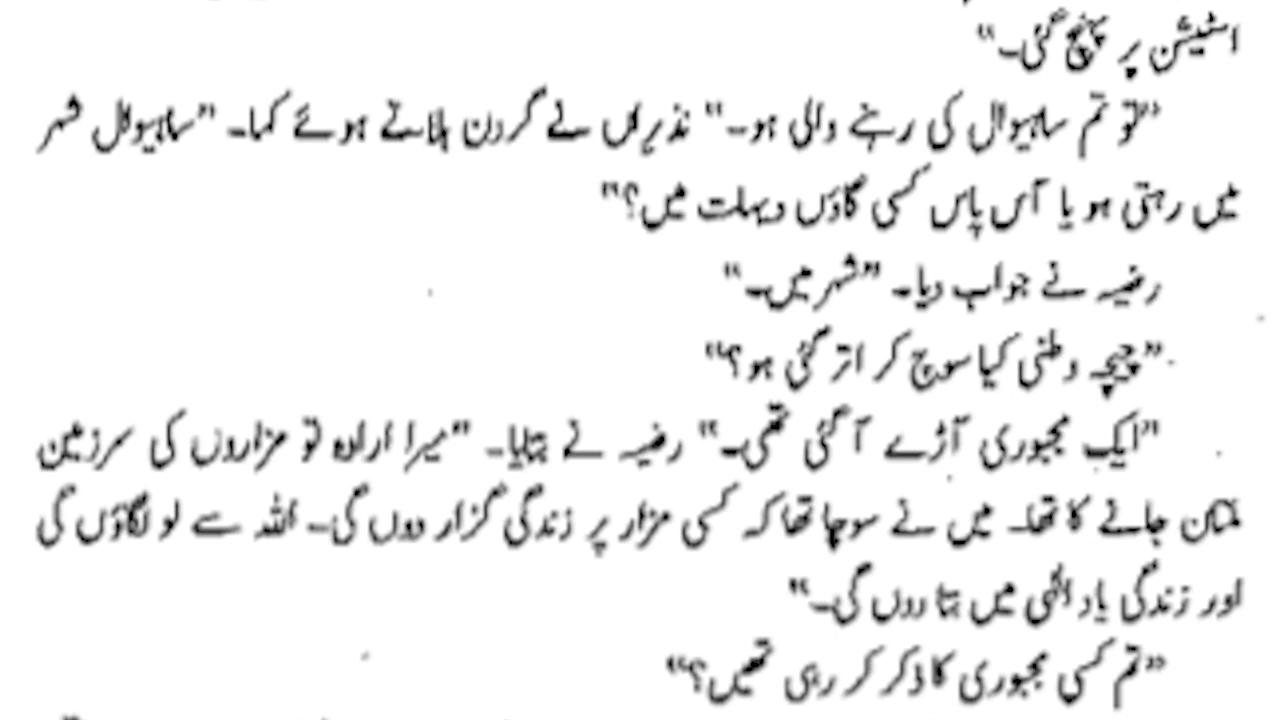 اسٹیشن پر پہنچ گئی۔"
"تو تم ساہیوال کی رہنے والی ہو۔" نذیراں نے گردن ہلاتے ہوئے کہا۔ "ساہیوال شہر
میں رہتی ہو یا آس پاس کسی گاؤں دیہات میں؟"
رضیہ نے جواب دیا۔ "شہر میں۔"
"چیچہ وطنی کیا سوچ کر اتر گئی ہو؟"
"ایک مجبوری آڑے آ گئی تھی۔" رضیہ نے بتایا۔ "میرا ارادہ تو مزاروں کی سرزمین
ملتان جانے کا تھا۔ میں نے سوچا تھا کہ کسی مزار پر زندگی گزار دوں گی۔ اللہ سے لو لگاؤں گی
اور زندگی یاد الٰہی میں بتا دوں گی۔"
"تم کسی مجبوری کا ذکر کر رہی تھیں؟"